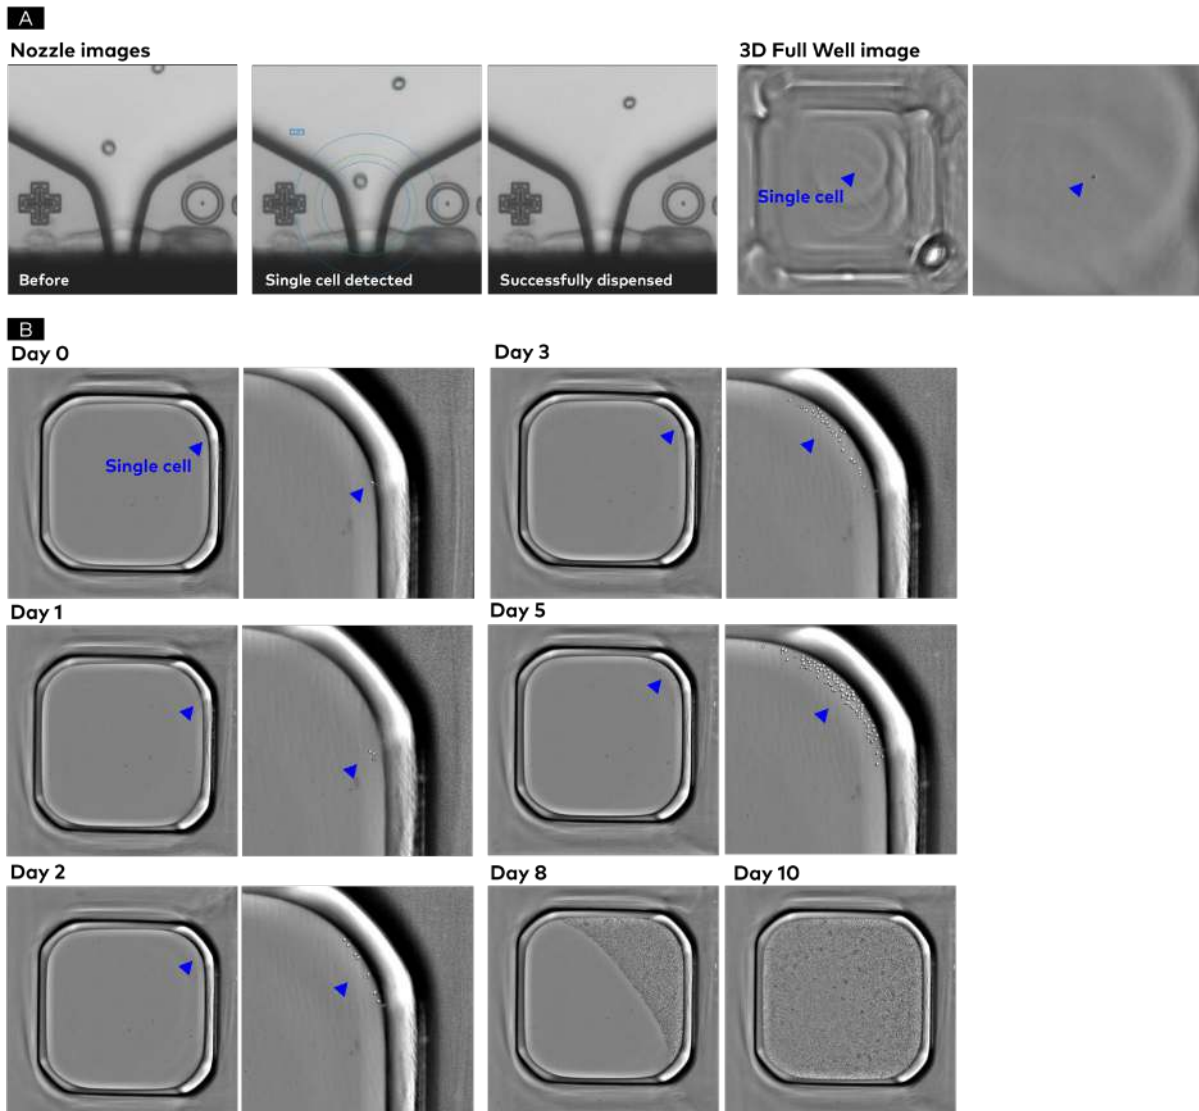 A
Nozzle images
3D Full Well image
Before
Single cell detected
Successfully dispensed
Single cell
B
Day 0
Day 3
Single cell
Day 1
Day 5
Day 2
Day 8
Day 10